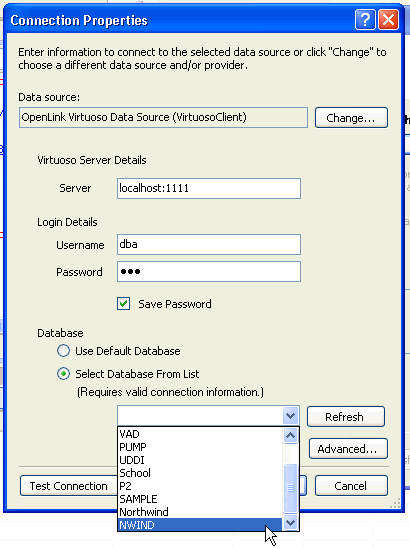 Connection Properties
Enter information to connect to the selected data source or click "Change" to
choose a different data source and/or provider.
Data source:
OpenLink Virtuoso Data Source (VirtuosoClient)
Change...
Virtuoso Server Details
Server
localhost:1111
Login Details
Username
dba
Password
●●●
Save Password
Database
Use Default Database
Select Database From List
(Requires valid connection information.)
Refresh
VAD
PUMP
UDDI
School
P2
SAMPLE
Northwind
NWIND
Advanced...
Test Connection
Cancel